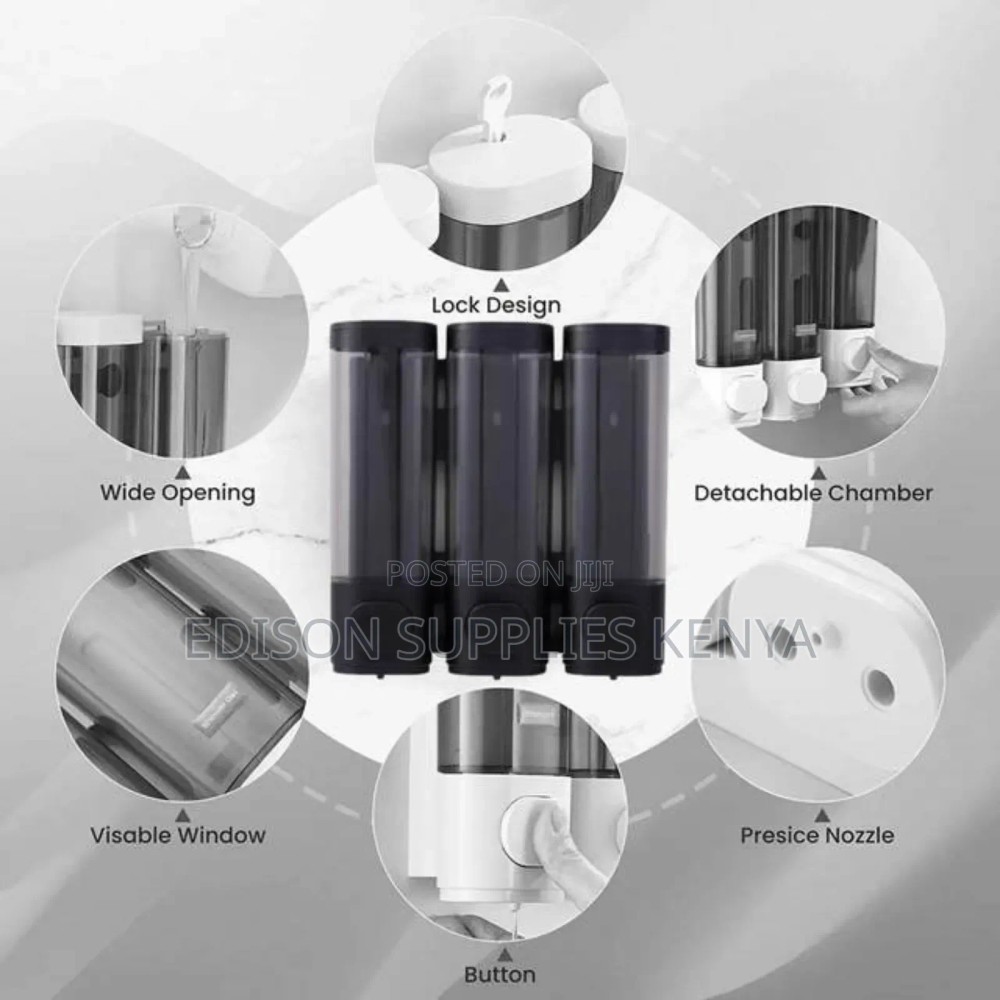 Lock Design
Wide Opening
Detachable Chamber
POSTED ON JIJI
EDISON SUPPLIES KENYA
Visable Window
Presice Nozzle
Button